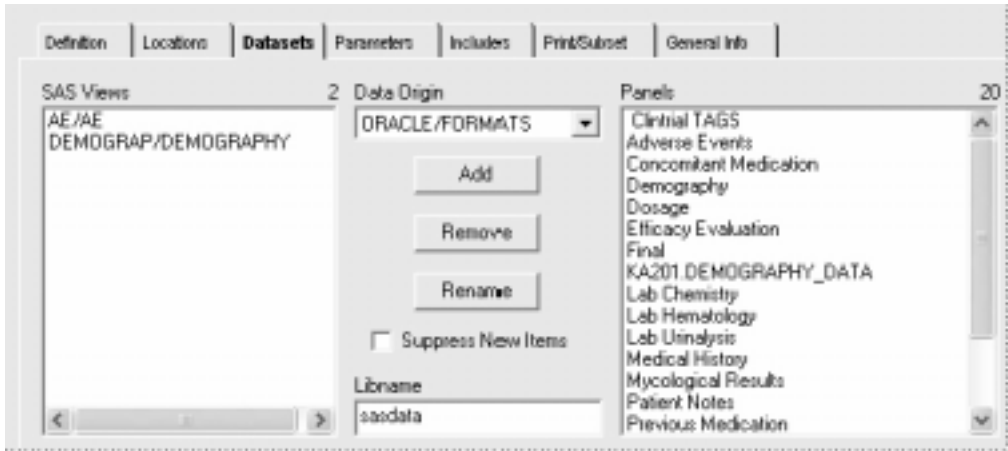 Definition Locations Datasets Parameters Includes Print/Subset General Info
SAS Views 2
AE/AE
DEMOGRAP/DEMOGRAPHY
Data Origin
ORACLE/FORMATS
Add
Remove
Rename
Suppress New Items
Libname
sasdata
Panels 20
Clintrial TAGS
Adverse Events
Concomitant Medication
Demography
Dosage
Efficacy Evaluation
Final
KA201.DEMOGRAPHY_DATA
Lab Chemistry
Lab Hematology
Lab Urinalysis
Medical History
Mycological Results
Patient Notes
Previous Medication